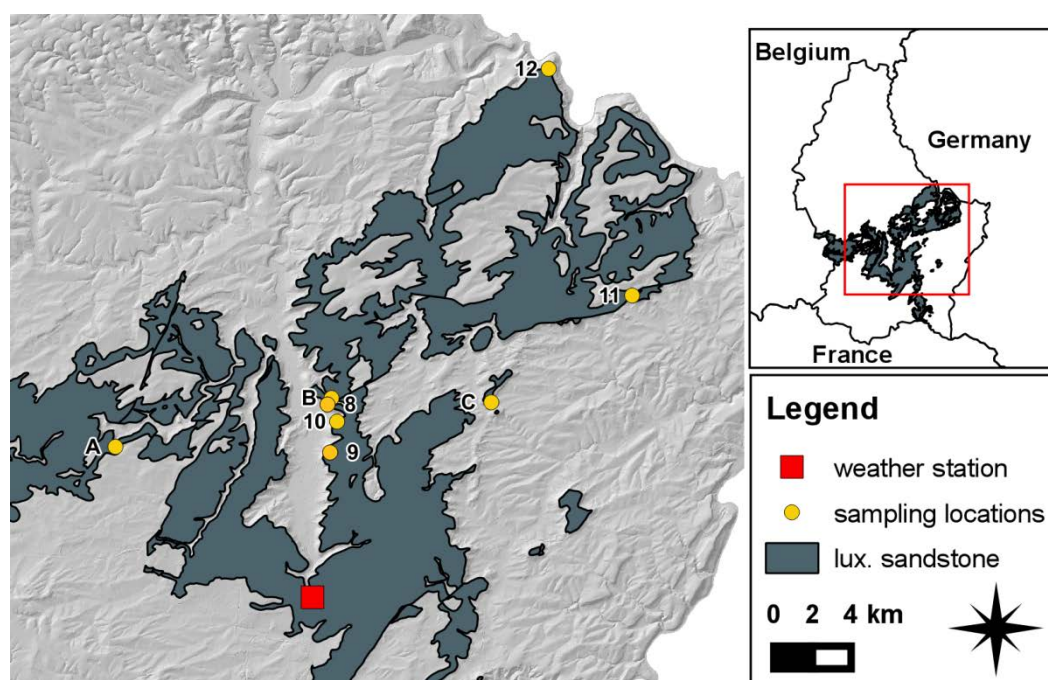 12
11
B
8
10
9
C
A
Belgium
Germany
France
Legend
weather station
sampling locations
lux. sandstone
0 2 4 km